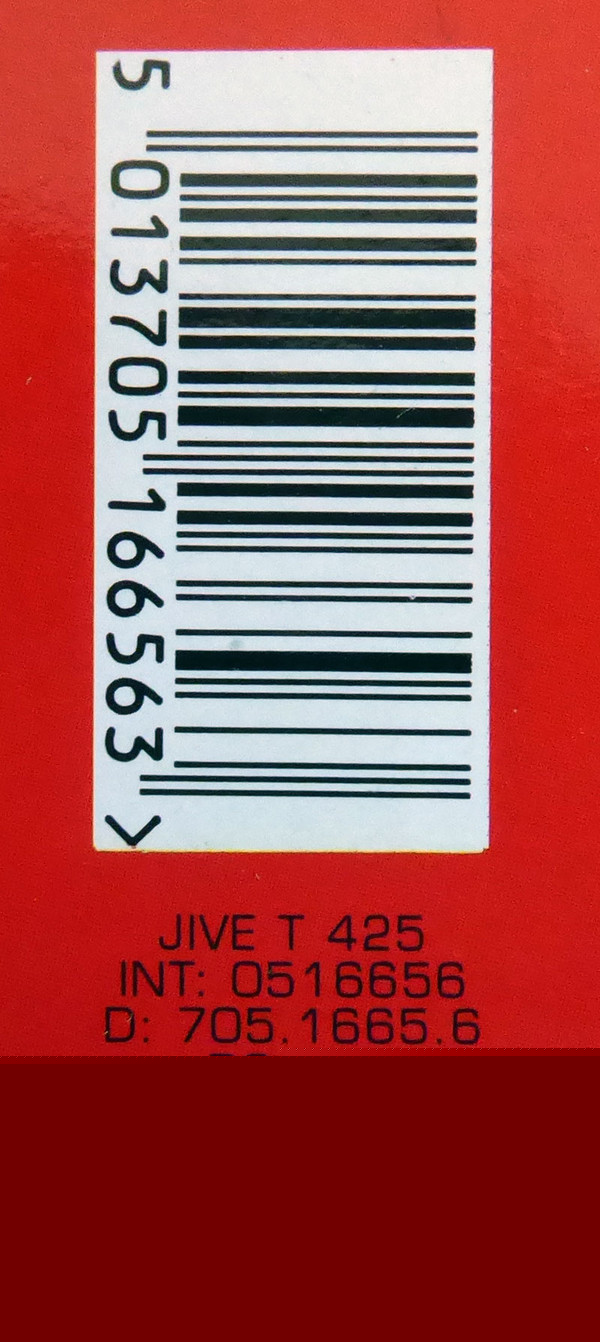 5 013705 166563 >
JIVE T 425
INT: 0516656
D: 705.1665.6